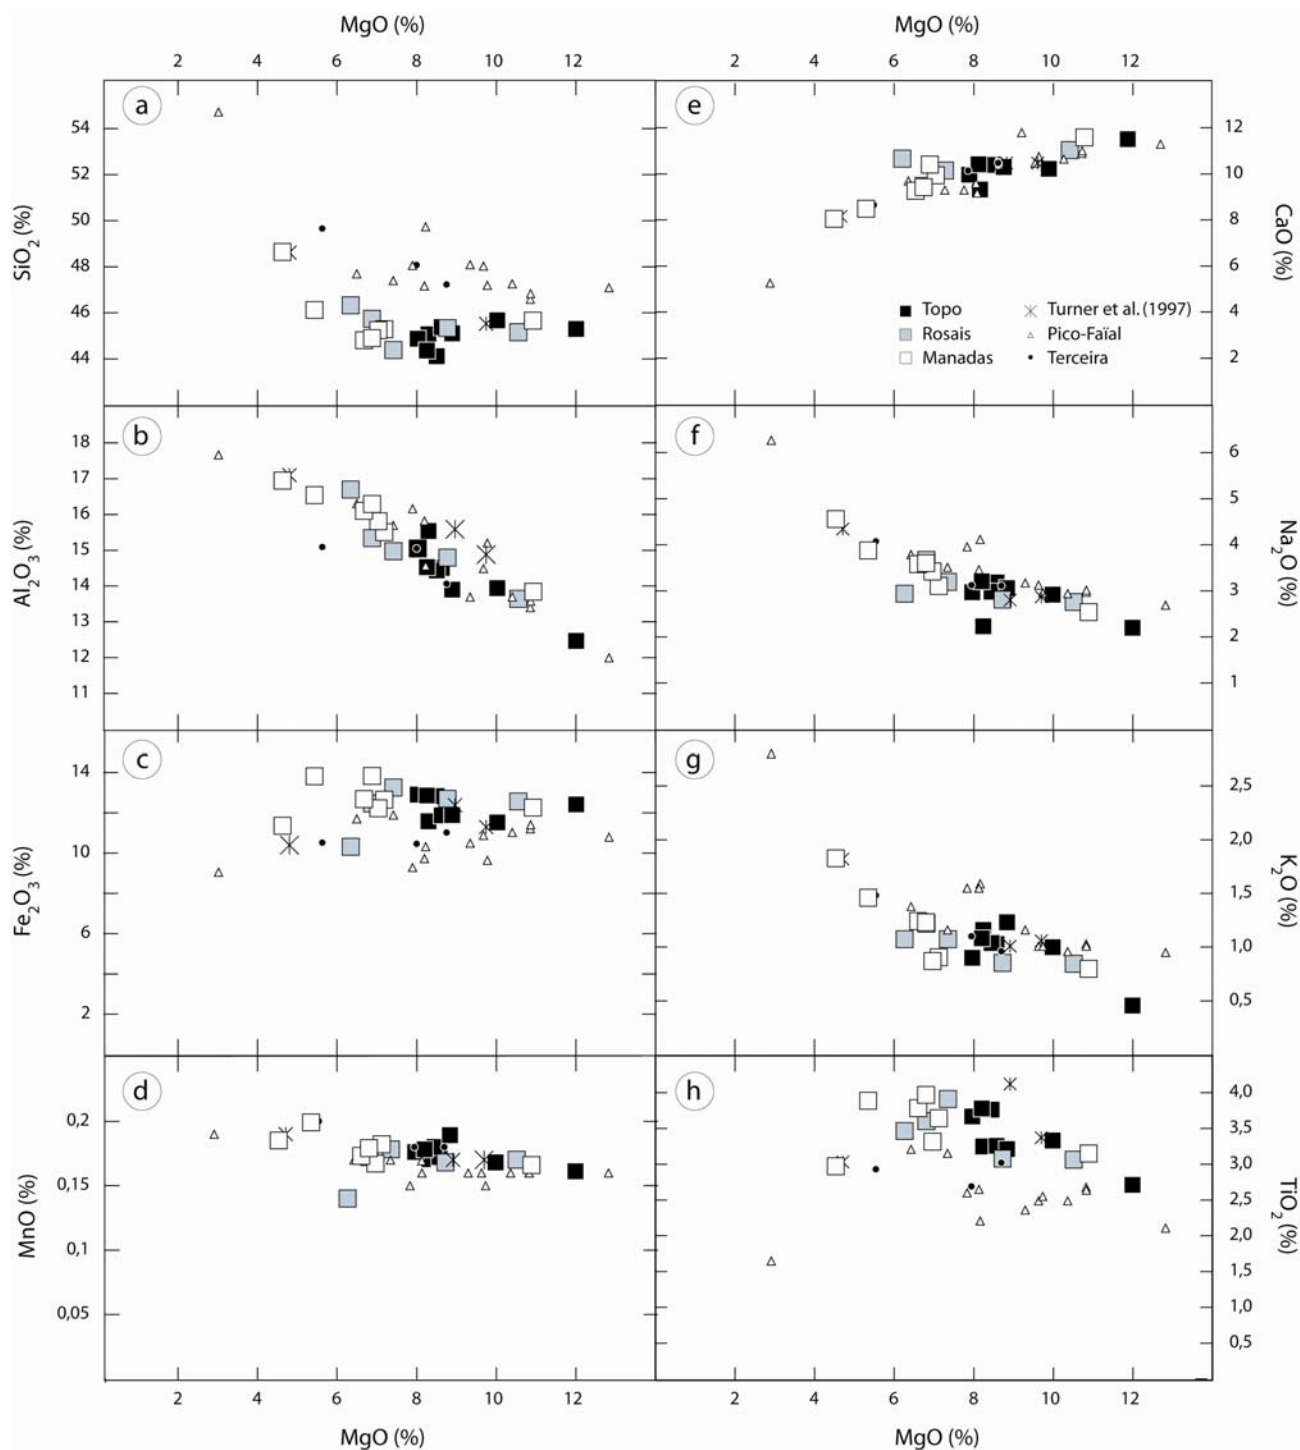 MgO (%) MgO (%)
2 4 6 8 10 12 2 4 6 8 10 12
a
54
52
50
48
46
44
SiO2 (%)
e
12
10
8
6
4
2
CaO (%)
Topo
Rosais
Manadas
Turner et al. (1997)
Pico-Faïal
Terceira
b
18
17
16
15
14
13
12
11
Al2O3 (%)
f
6
5
4
3
2
1
Na2O (%)
c
14
10
6
2
Fe2O3 (%)
g
2,5
2,0
1,5
1,0
0,5
K2O (%)
d
0,2
0,15
0,1
0,05
MnO (%)
h
4,0
3,5
3,0
2,5
2,0
1,5
1,0
0,5
TiO2 (%)
2 4 6 8 10 12 2 4 6 8 10 12
MgO (%) MgO (%)